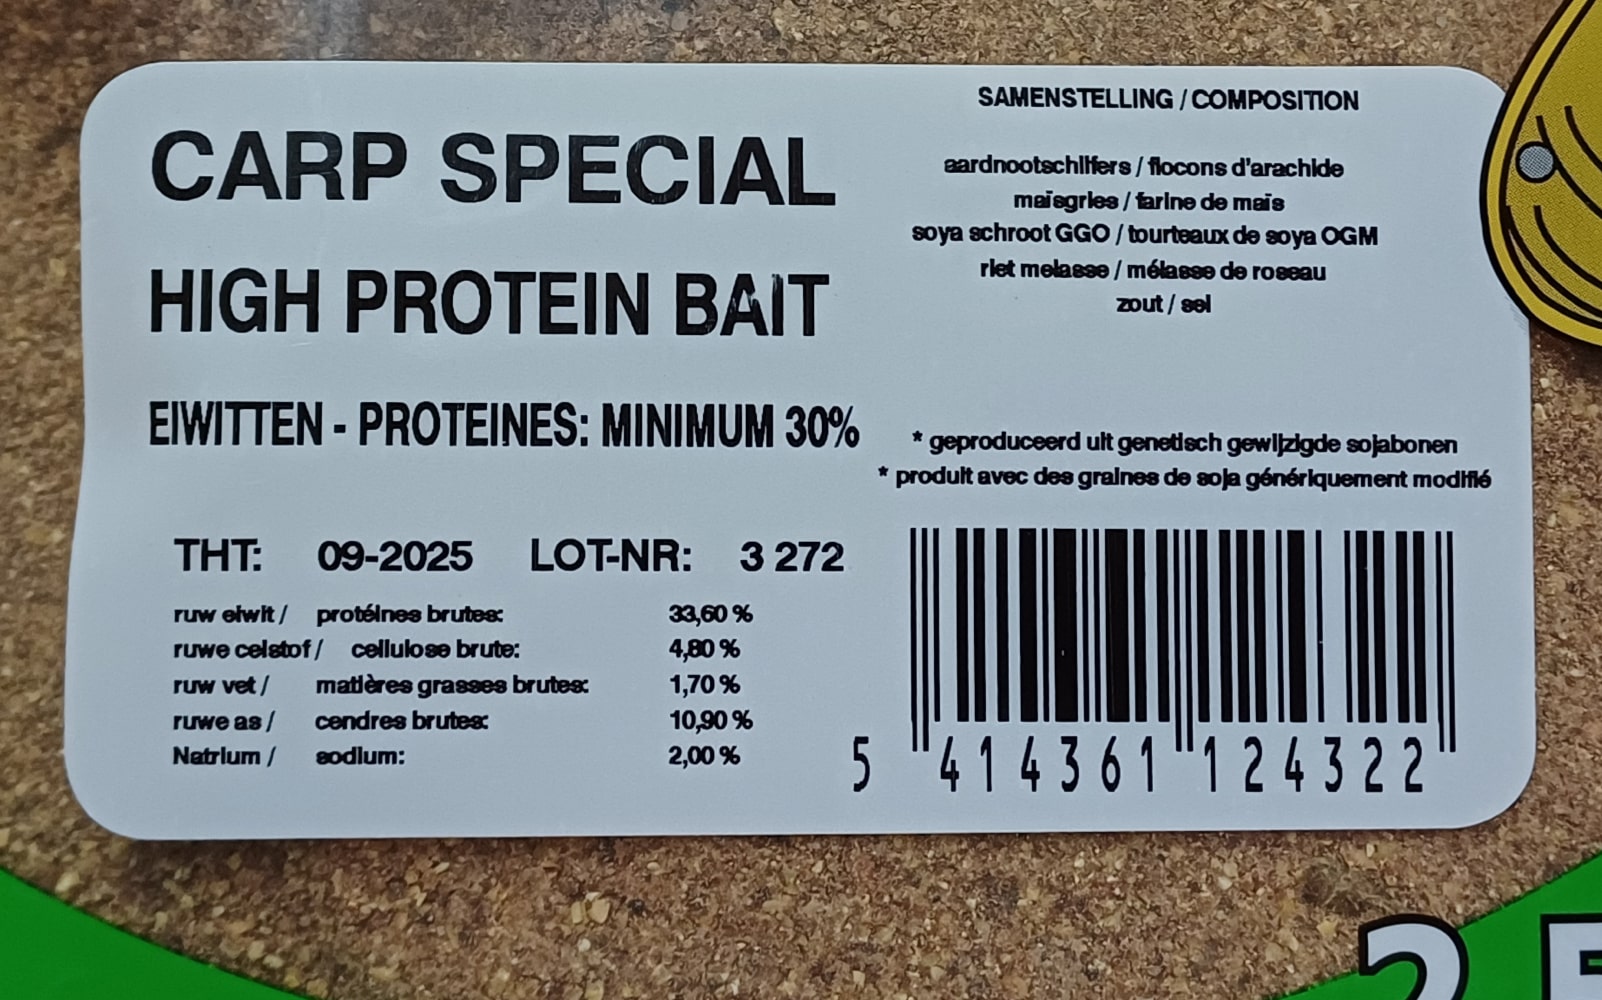 CARP SPECIAL
HIGH PROTEIN BAIT
EIWITTEN - PROTEINES: MINIMUM 30%
THT: 09-2025 LOT-NR: 3 272
ruw eiwit / protéines brutes: 33,60 %
ruwe celstof / cellulose brute: 4,80 %
ruw vet / matières grasses brutes: 1,70 %
ruwe as / cendres brutes: 10,90 %
Natrium / sodium: 2,00 %
SAMENSTELLING / COMPOSITION
aardnootschilfers / flocons d'arachide
maïsgries / farine de maïs
soya schroot GGO / tourteaux de soya OGM
riet melasse / mélasse de roseau
zout / sel
* geproduceerd uit genetisch gewijzigde sojabonen
* produit avec des graines de soja génériquement modifié
5 414361 124322
2